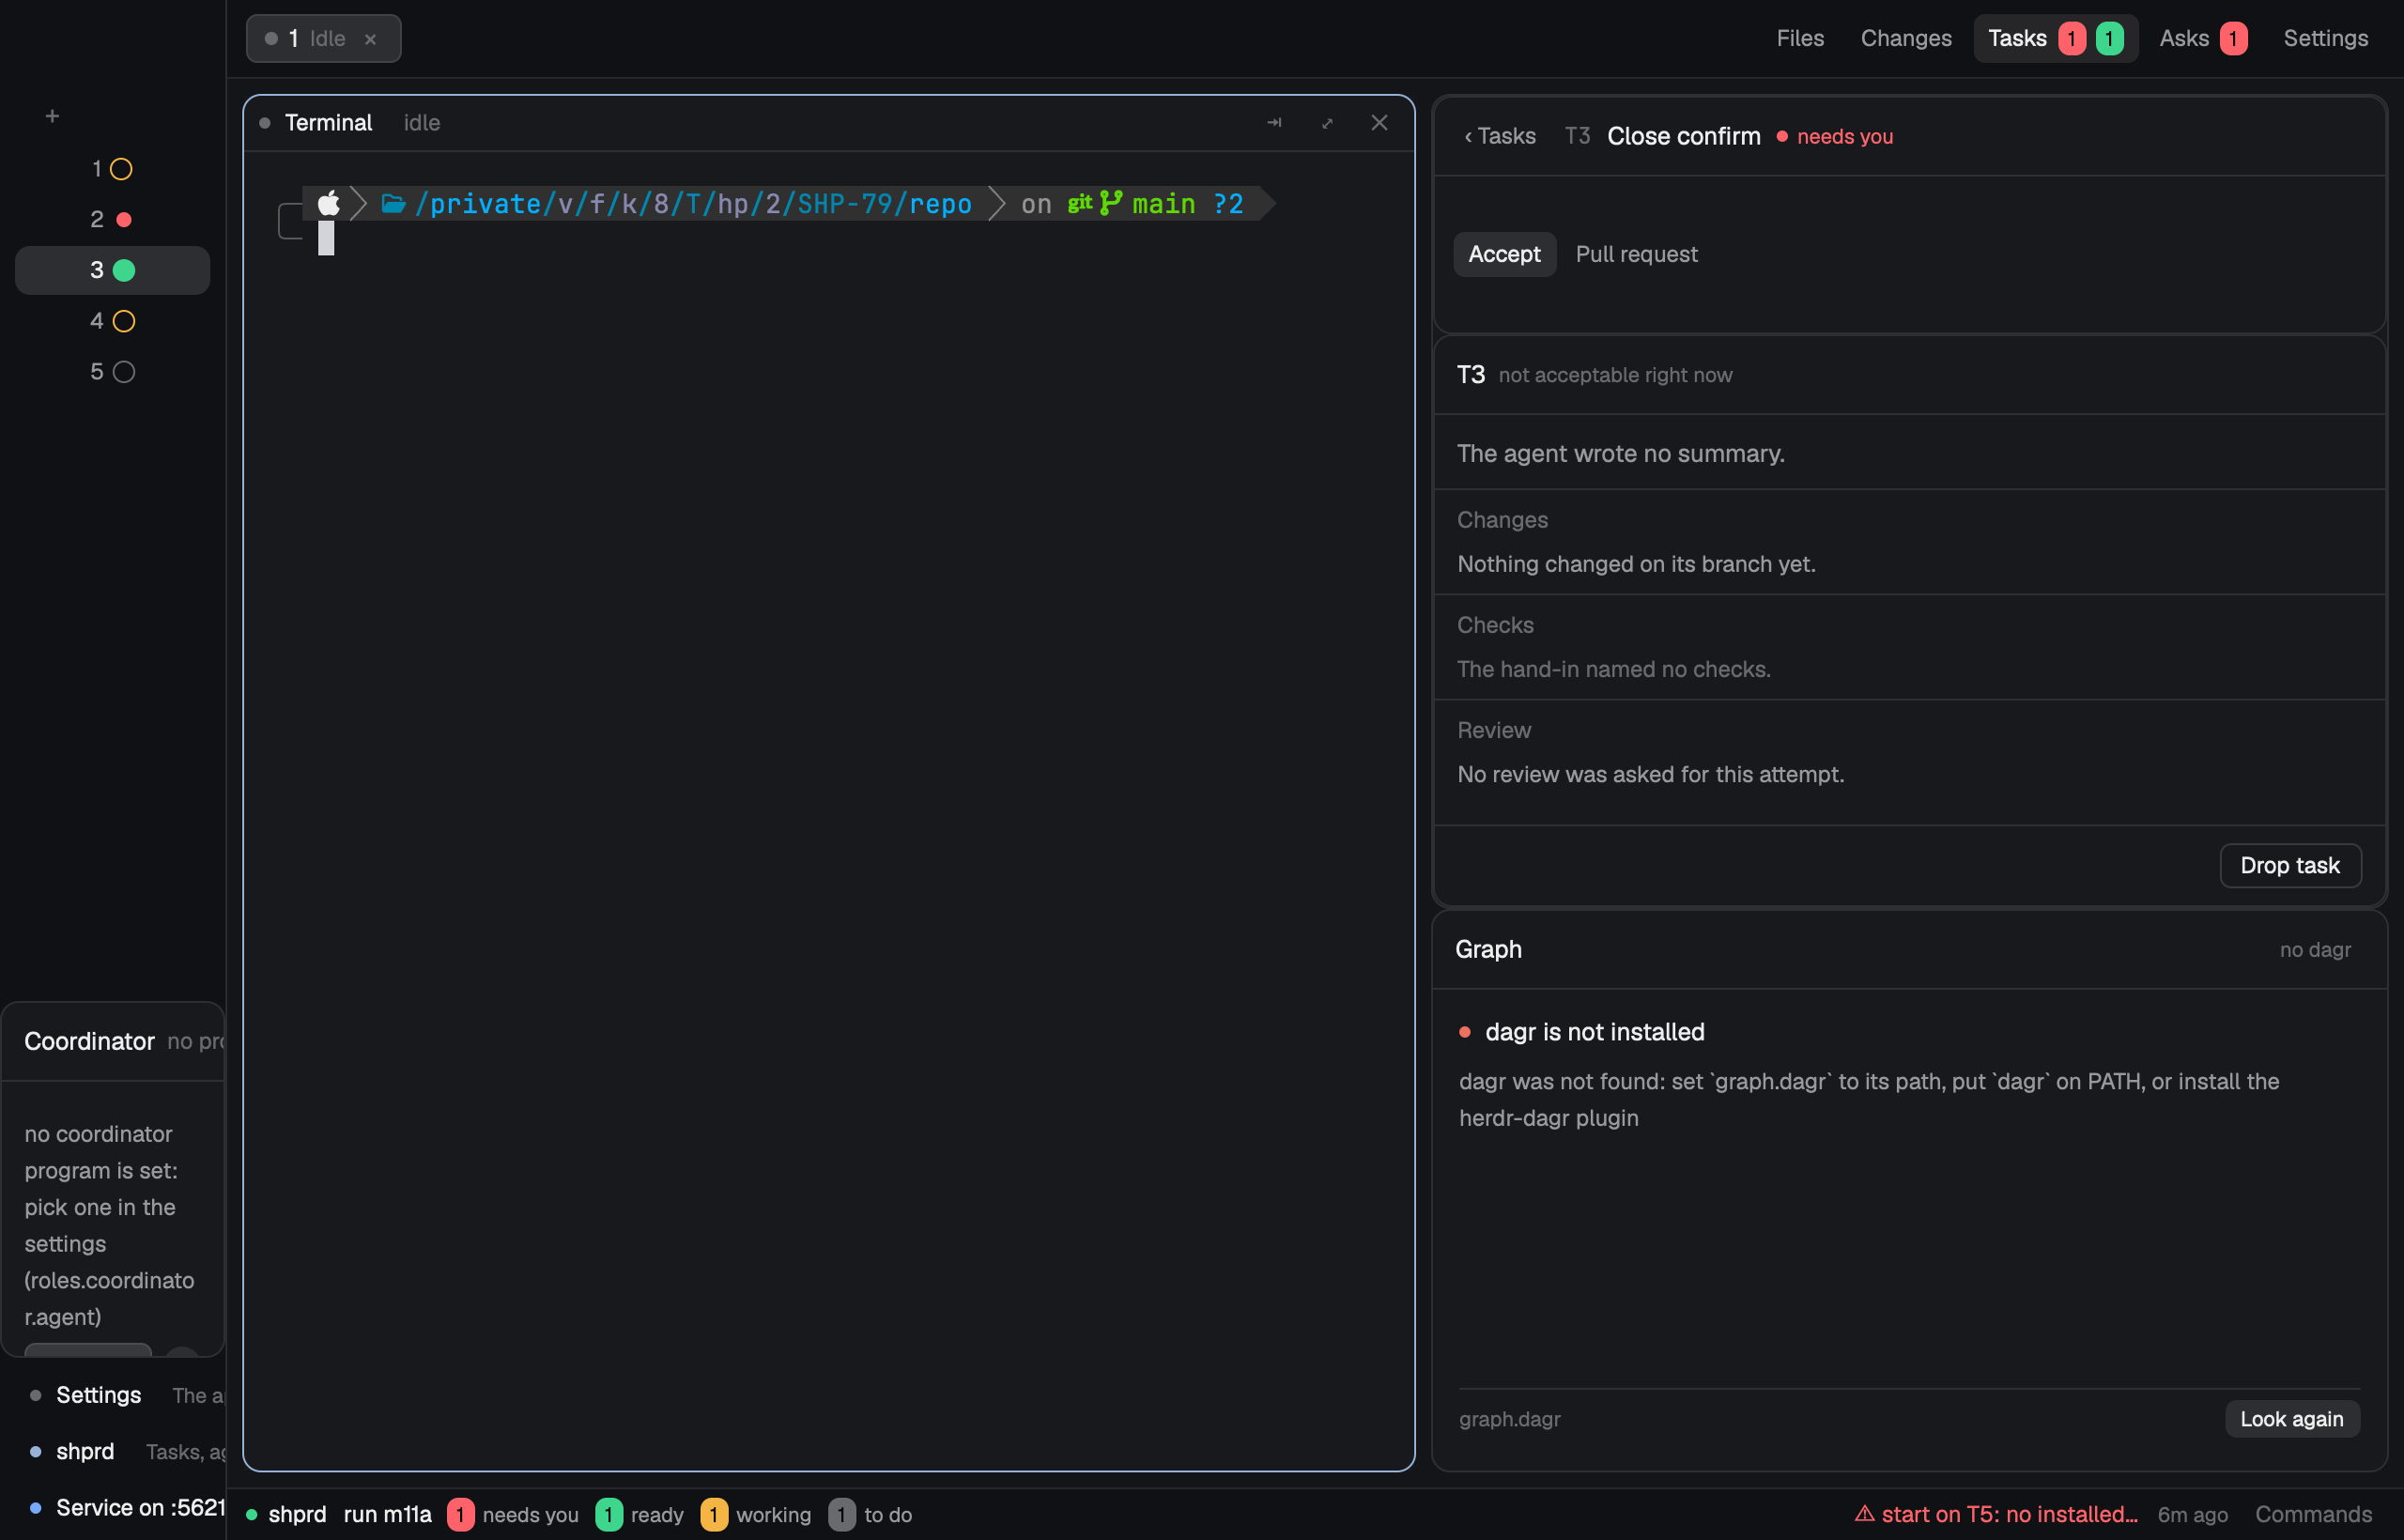 1 Idle ×
Files Changes Tasks 1 1 Asks 1 Settings
+
1
2
3
4
5
Terminal idle
/private/v/f/k/8/T/hp/2/SHP-79/repo on git main ?2
‹ Tasks T3 Close confirm needs you
Accept Pull request
T3 not acceptable right now
The agent wrote no summary.
Changes
Nothing changed on its branch yet.
Checks
The hand-in named no checks.
Review
No review was asked for this attempt.
Drop task
Graph no dagr
dagr is not installed
dagr was not found: set `graph.dagr` to its path, put `dagr` on PATH, or install the
herdr-dagr plugin
graph.dagr Look again
Coordinator no pro
no coordinator
program is set:
pick one in the
settings
(roles.coordinato
r.agent)
Settings The a
shprd Tasks, ag
Service on :5621
shprd run m11a 1 needs you 1 ready 1 working 1 to do
⚠ start on T5: no installed… 6m ago Commands